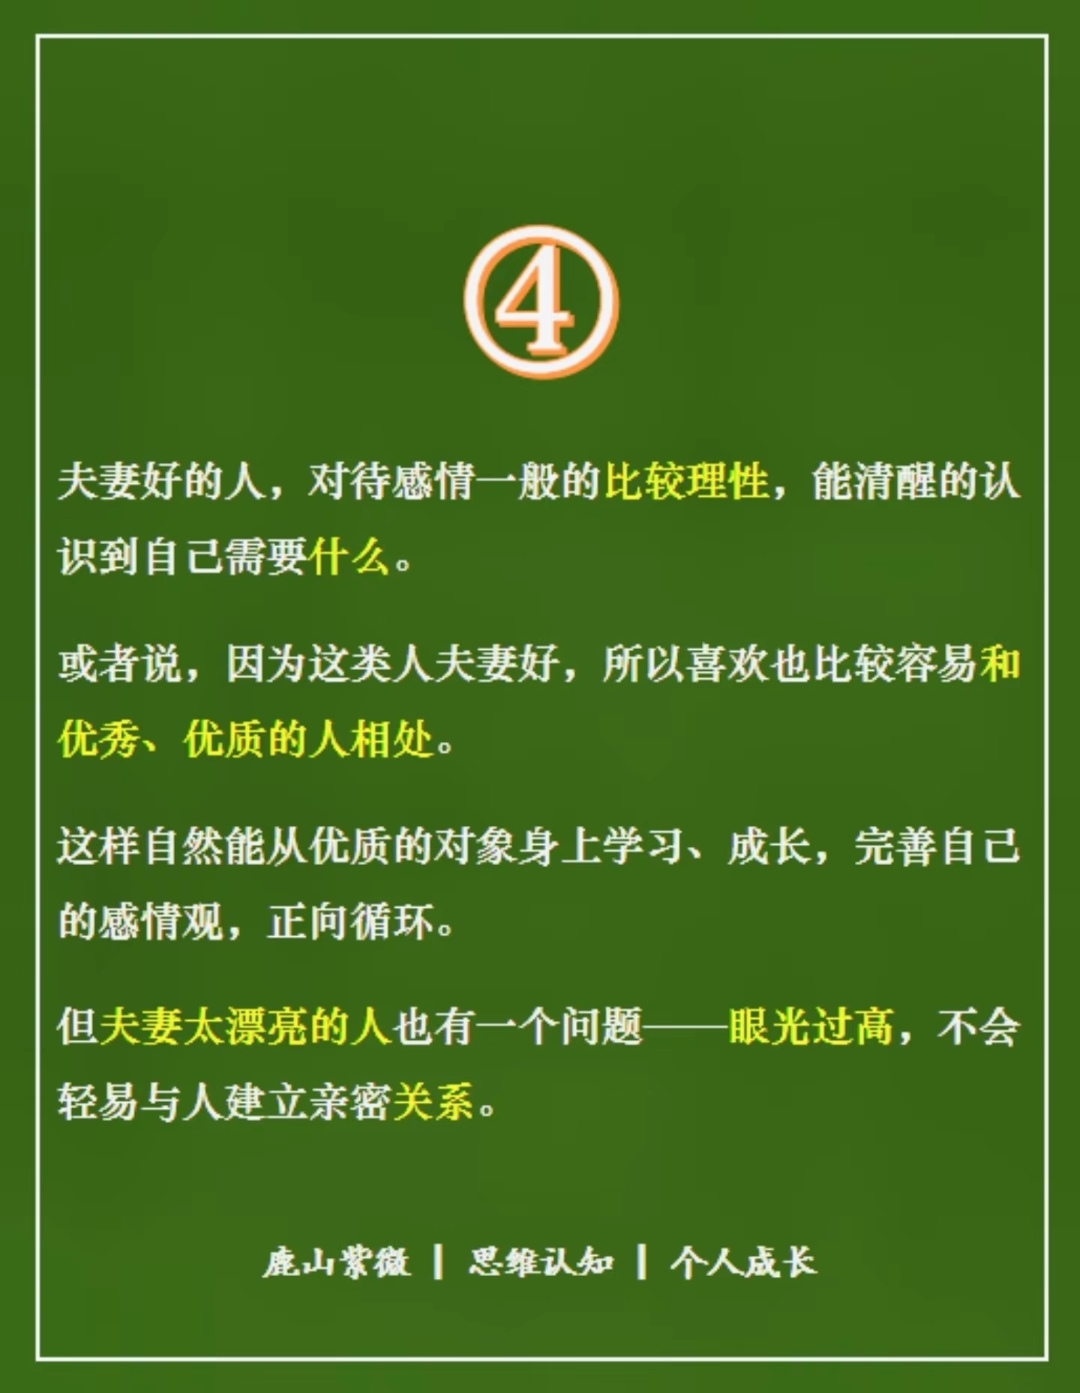 ④
夫妻好的人，对待感情一般的比较理性，能清醒的认
识到自己需要什么。
或者说，因为这类人夫妻好，所以喜欢也比较容易和
优秀、优质的人相处。
这样自然能从优质的对象身上学习、成长，完善自己
的感情观，正向循环。
但夫妻太漂亮的人也有一个问题——眼光过高，不会
轻易与人建立亲密关系。
鹿山紫微 | 思维认知 | 个人成长